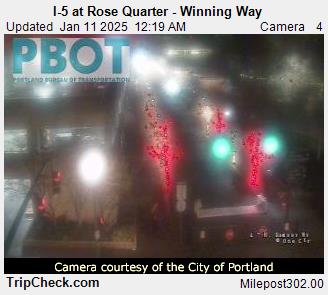 I-5 at Rose Quarter - Winning Way
Updated Jan 11 2025 12:19 AM Camera 4
PBOT
PORTLAND BUREAU OF TRANSPORTATION
Camera courtesy of the City of Portland
TripCheck.com Milepost302.00